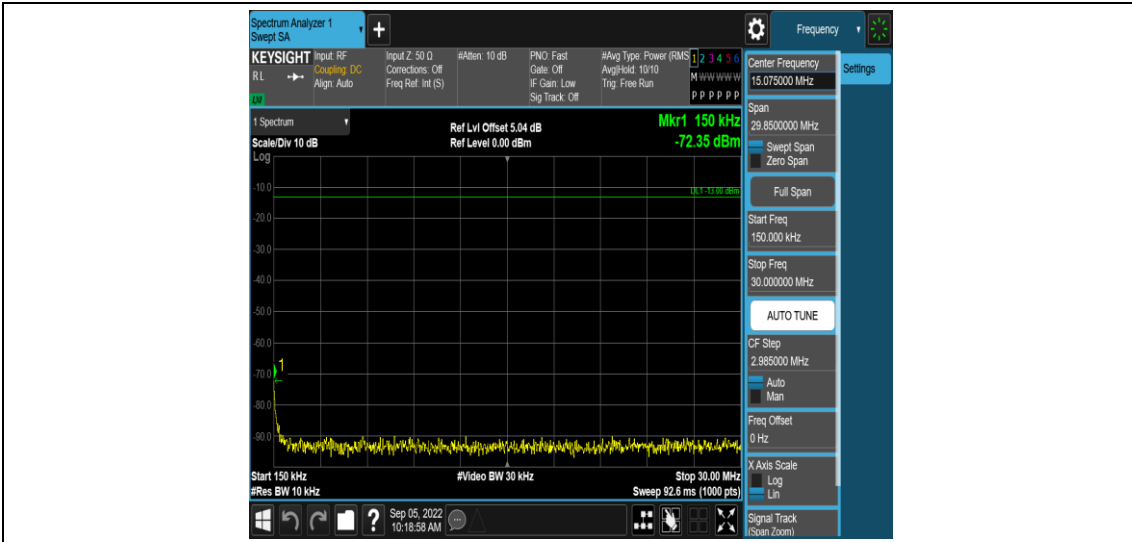 Spectrum Analyzer 1
Swept SA
+
Frequency
KEYSIGHT
RL
LXI
Input: RF
Coupling: DC
Align: Auto
Input Z: 50 Ω
Corrections: Off
Freq Ref: Int (S)
#Atten: 10 dB
PNO: Fast
Gate: Off
IF Gain: Low
Sig Track: Off
#Avg Type: Power (RMS
Avg|Hold: 10/10
Trig: Free Run
1 2 3 4 5 6
M W W W W W
P P P P P P
1 Spectrum
Scale/Div 10 dB
Ref Lvl Offset 5.04 dB
Ref Level 0.00 dBm
Mkr1 150 kHz
-72.35 dBm
Log
DL1 -13.00 dBm
-10.0
-20.0
-30.0
-40.0
-50.0
-60.0
-70.0
-80.0
-90.0
1
Start 150 kHz
#Res BW 10 kHz
#Video BW 30 kHz
Stop 30.00 MHz
Sweep 92.6 ms (1000 pts)
Center Frequency
15.075000 MHz
Settings
Span
29.8500000 MHz
Swept Span
Zero Span
Full Span
Start Freq
150.000 kHz
Stop Freq
30.000000 MHz
AUTO TUNE
CF Step
2.985000 MHz
Auto
Man
Freq Offset
0 Hz
X Axis Scale
Log
Lin
Signal Track
(Span Zoom)
?
Sep 05, 2022
10:18:58 AM